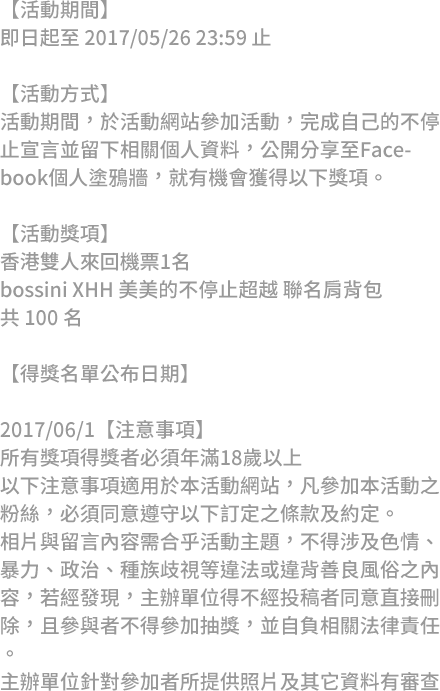 【活動期間】
即日起至 2017/05/26 23:59 止
【活動方式】
活動期間，於活動網站參加活動，完成自己的不停
止宣言並留下相關個人資料，公開分享至Face-
book個人塗鴉牆，就有機會獲得以下獎項。
【活動獎項】
香港雙人來回機票1名
bossini XHH 美美的不停止超越 聯名肩背包
共 100 名
【得獎名單公布日期】
2017/06/1【注意事項】
所有獎項得獎者必須年滿18歲以上
以下注意事項適用於本活動網站，凡參加本活動之
粉絲，必須同意遵守以下訂定之條款及約定。
相片與留言內容需合乎活動主題，不得涉及色情、
暴力、政治、種族歧視等違法或違背善良風俗之內
容，若經發現，主辦單位得不經投稿者同意直接刪
除，且參與者不得參加抽獎，並自負相關法律責任
。
主辦單位針對參加者所提供照片及其它資料有審查